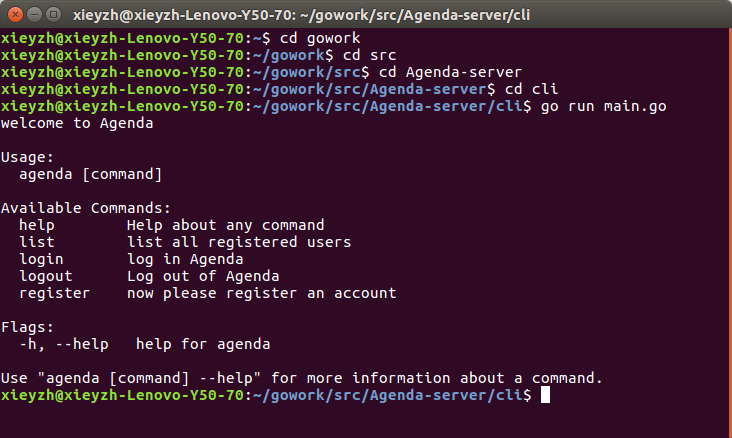 xieyzh@xieyzh-Lenovo-Y50-70: ~/gowork/src/Agenda-server/cli
xieyzh@xieyzh-Lenovo-Y50-70:~$ cd gowork
xieyzh@xieyzh-Lenovo-Y50-70:~/gowork$ cd src
xieyzh@xieyzh-Lenovo-Y50-70:~/gowork/src$ cd Agenda-server
xieyzh@xieyzh-Lenovo-Y50-70:~/gowork/src/Agenda-server$ cd cli
xieyzh@xieyzh-Lenovo-Y50-70:~/gowork/src/Agenda-server/cli$ go run main.go
welcome to Agenda

Usage:
  agenda [command]

Available Commands:
  help        Help about any command
  list        list all registered users
  login       log in Agenda
  logout      Log out of Agenda
  register    now please register an account

Flags:
  -h, --help   help for agenda

Use "agenda [command] --help" for more information about a command.
xieyzh@xieyzh-Lenovo-Y50-70:~/gowork/src/Agenda-server/cli$